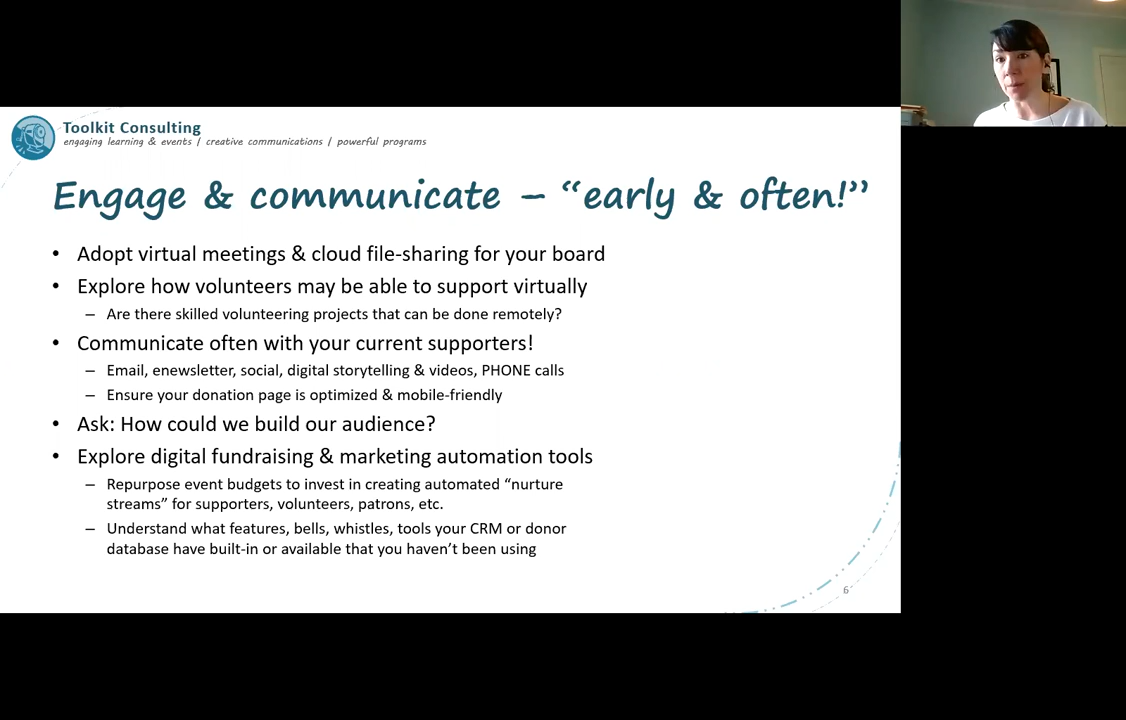 Toolkit Consulting
engaging learning & events / creative communications / powerful programs
Engage & communicate – “early & often!”
• Adopt virtual meetings & cloud file-sharing for your board
• Explore how volunteers may be able to support virtually
– Are there skilled volunteering projects that can be done remotely?
• Communicate often with your current supporters!
– Email, enewsletter, social, digital storytelling & videos, PHONE calls
– Ensure your donation page is optimized & mobile-friendly
• Ask: How could we build our audience?
• Explore digital fundraising & marketing automation tools
– Repurpose event budgets to invest in creating automated “nurture
streams” for supporters, volunteers, patrons, etc.
– Understand what features, bells, whistles, tools your CRM or donor
database have built-in or available that you haven’t been using
6